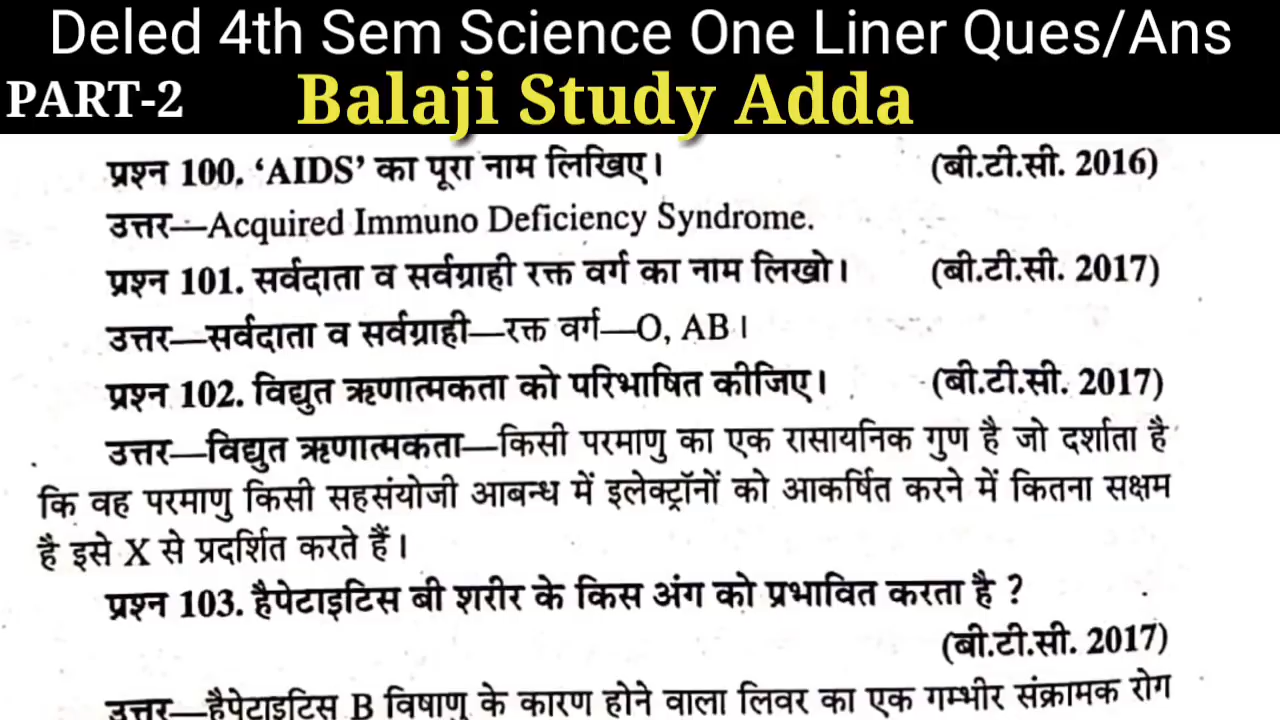 Deled 4th Sem Science One Liner Ques/Ans
PART-2 Balaji Study Adda
प्रश्न 100. ‘AIDS’ का पूरा नाम लिखिए। (बी.टी.सी. 2016)
उत्तर—Acquired Immuno Deficiency Syndrome.
प्रश्न 101. सर्वदाता व सर्वग्राही रक्त वर्ग का नाम लिखो। (बी.टी.सी. 2017)
उत्तर—सर्वदाता व सर्वग्राही—रक्त वर्ग—O, AB।
प्रश्न 102. विद्युत ऋणात्मकता को परिभाषित कीजिए। (बी.टी.सी. 2017)
उत्तर—विद्युत ऋणात्मकता—किसी परमाणु का एक रासायनिक गुण है जो दर्शाता है
कि वह परमाणु किसी सहसंयोजी आबन्ध में इलेक्ट्रॉनों को आकर्षित करने में कितना सक्षम
है इसे X से प्रदर्शित करते हैं।
प्रश्न 103. हैपेटाइटिस बी शरीर के किस अंग को प्रभावित करता है ?
(बी.टी.सी. 2017)
उत्तर—हैपेटाइटिस B विषाणु के कारण होने वाला लिवर का एक गम्भीर संक्रामक रोग